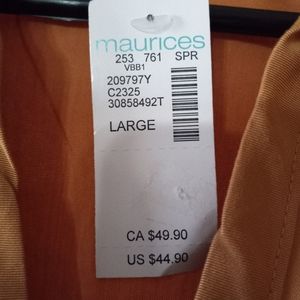 maurices
253 761 SPR
VBB1
209797Y
C2325
30858492T
LARGE
CA $49.90
US $44.90